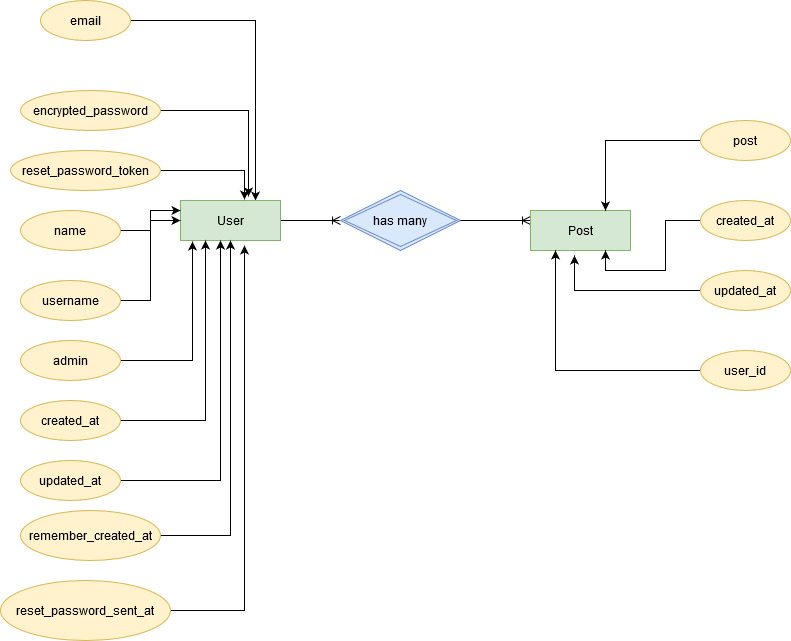 email
encrypted_password
reset_password_token
name
username
admin
created_at
updated_at
remember_created_at
reset_password_sent_at
User
has many
Post
post
created_at
updated_at
user_id